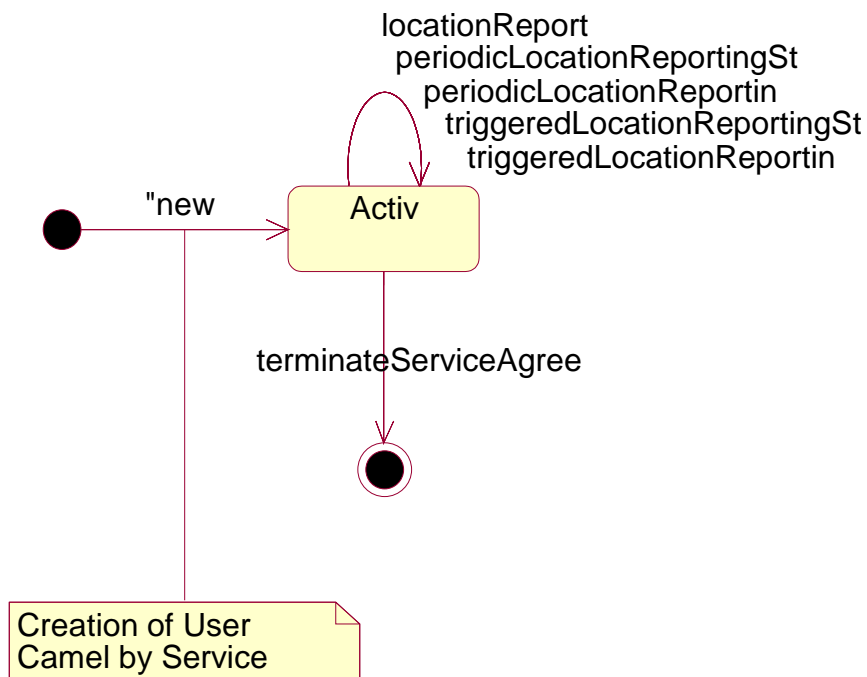 locationReport
periodicLocationReportingSt
periodicLocationReportin
triggeredLocationReportingSt
triggeredLocationReportin
"new
Activ
terminateServiceAgree
Creation of User
Camel by Service